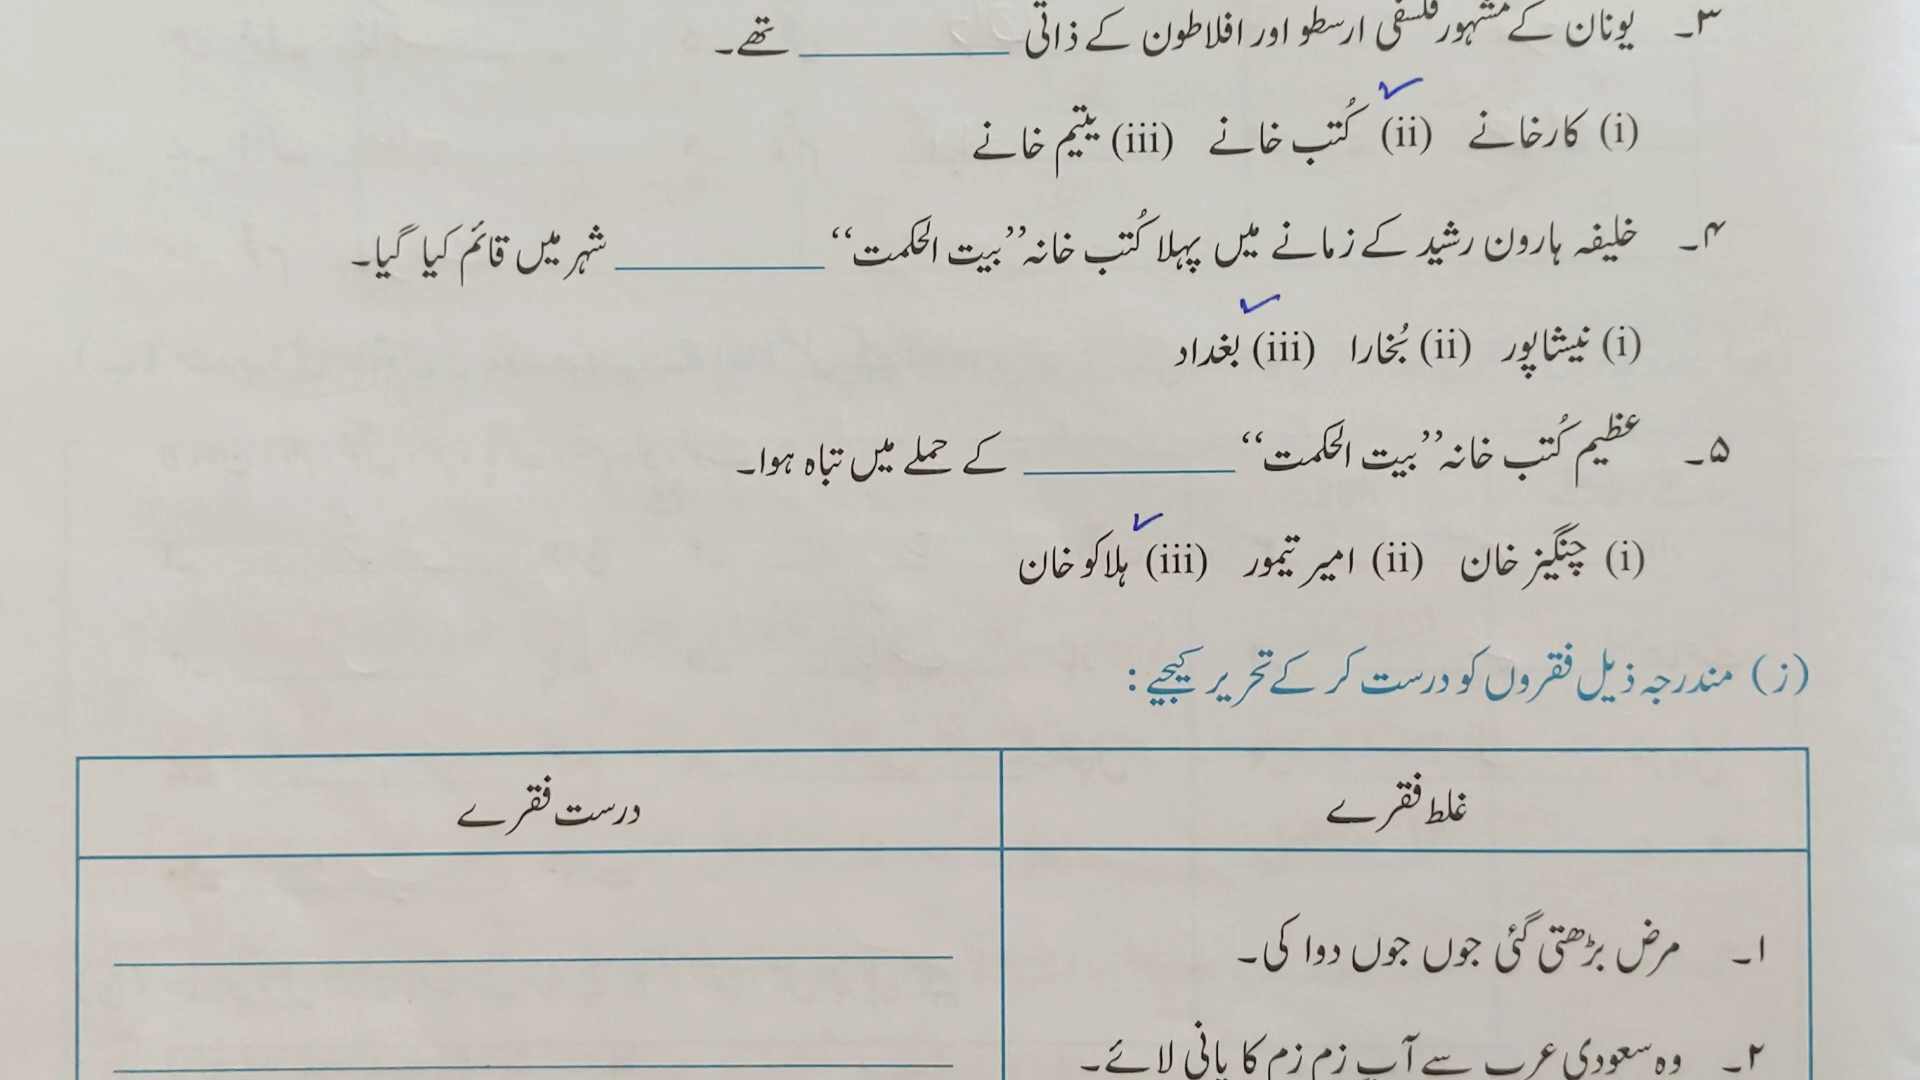 ۳۔ یونان کے مشہور فلسفی ارسطو اور افلاطون کے ذاتی ________ تھے۔
(i) کارخانے (ii) کُتب خانے (iii) یتیم خانے
۴۔ خلیفہ ہارون رشید کے زمانے میں پہلا کُتب خانہ ”بیت الحکمت“ ________ شہر میں قائم کیا گیا۔
(i) نیشاپور (ii) بُخارا (iii) بغداد
۵۔ عظیم کُتب خانہ ”بیت الحکمت“ ________ کے حملے میں تباہ ہوا۔
(i) چنگیز خان (ii) امیر تیمور (iii) ہلاکو خان
(ز) مندرجہ ذیل فقروں کو درست کر کے تحریر کیجیے:
غلط فقرے درست فقرے
۱۔ مرض بڑھتی گئی جوں جوں دوا کی۔
۲۔ وہ سعودی عرب سے آبِ زم زم کا پانی لائے۔